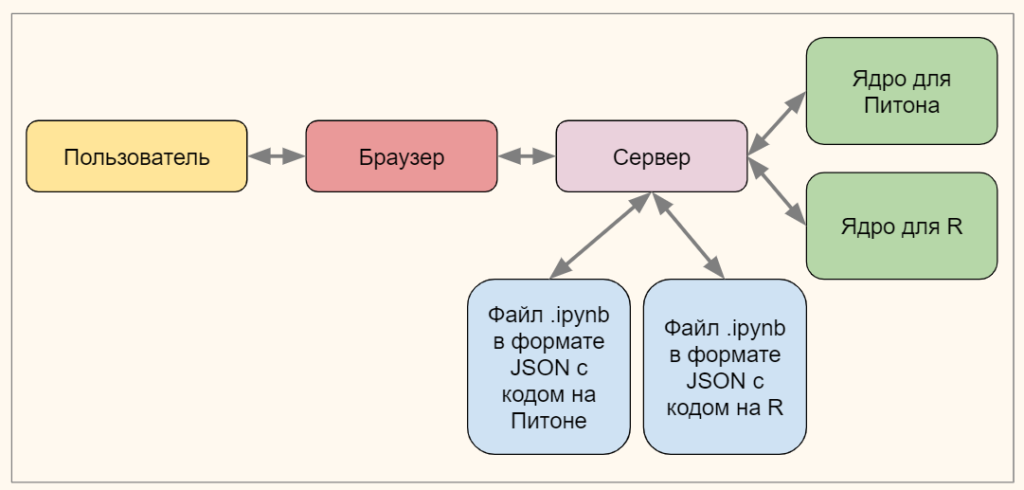 Пользователь
Браузер
Сервер
Ядро для
Питона
Ядро для R
Файл .ipynb
в формате
JSON с
кодом на
Питоне
Файл .ipynb
в формате
JSON с
кодом на R